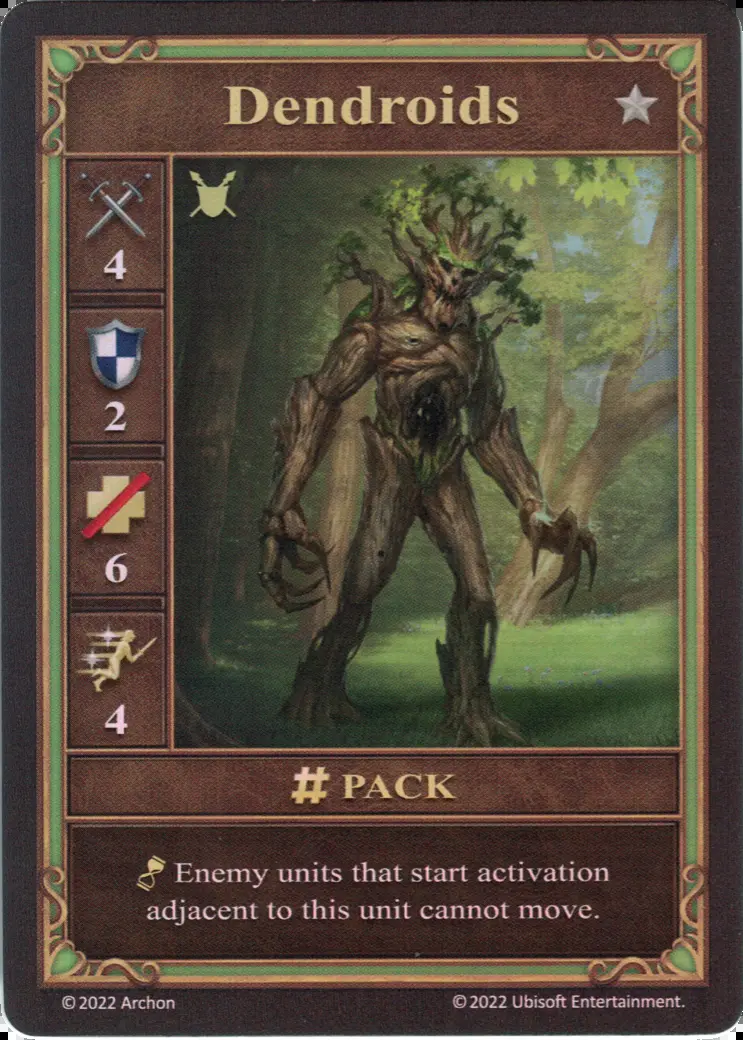 Dendroids
4
2
6
4
# PACK
Enemy units that start activation
adjacent to this unit cannot move.
© 2022 Archon
© 2022 Ubisoft Entertainment.